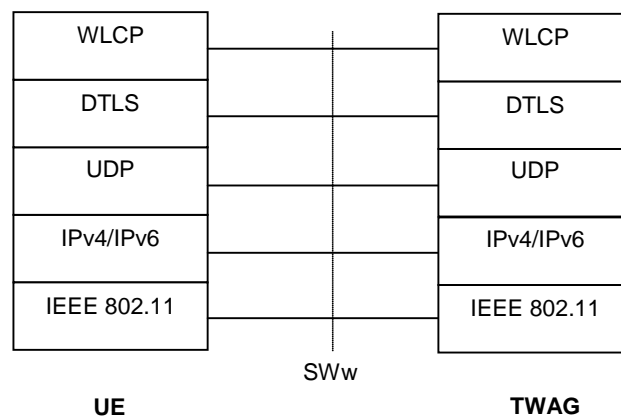 WLCP
WLCP
DTLS
DTLS
UDP
UDP
IPv4/IPv6
IPv4/IPv6
IEEE 802.11
IEEE 802.11
SWw
UE
TWAG